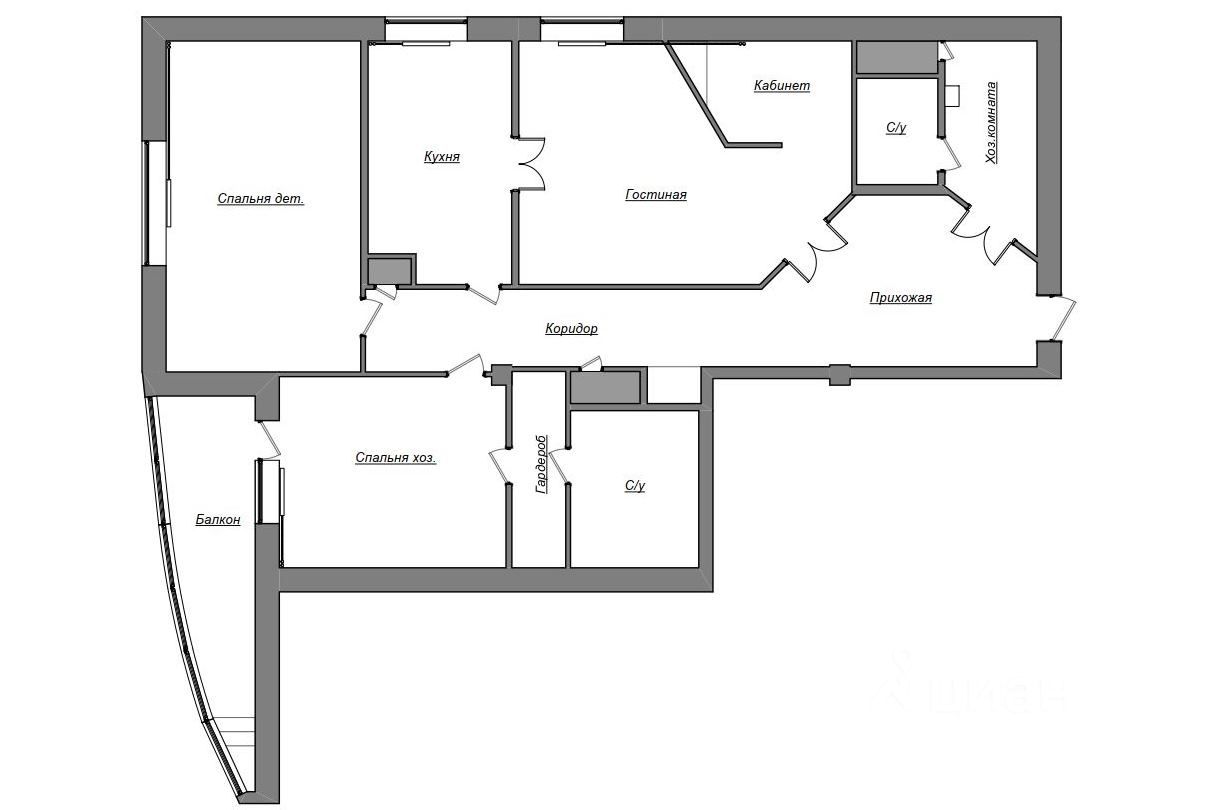 Кабинет
Хоз.комната
С/у
Кухня
Спальня дет.
Гостиная
Прихожая
Коридор
Спальня хоз.
Гардероб
С/у
Балкон
циан